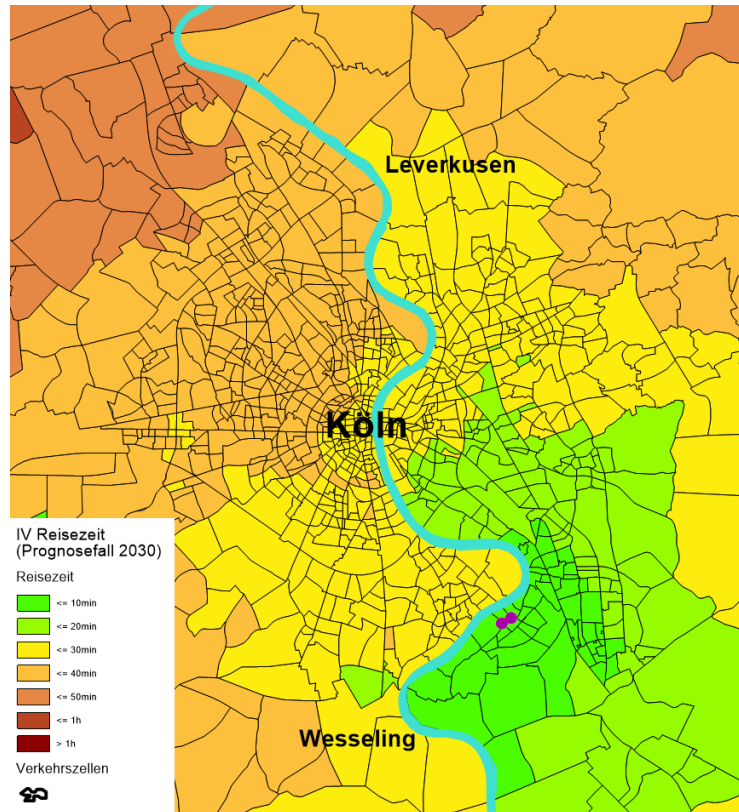 Leverkusen
Köln
Wesseling
IV Reisezeit
(Prognosefall 2030)
Reisezeit
<= 10min
<= 20min
<= 30min
<= 40min
<= 50min
<= 1h
> 1h
Verkehrszellen